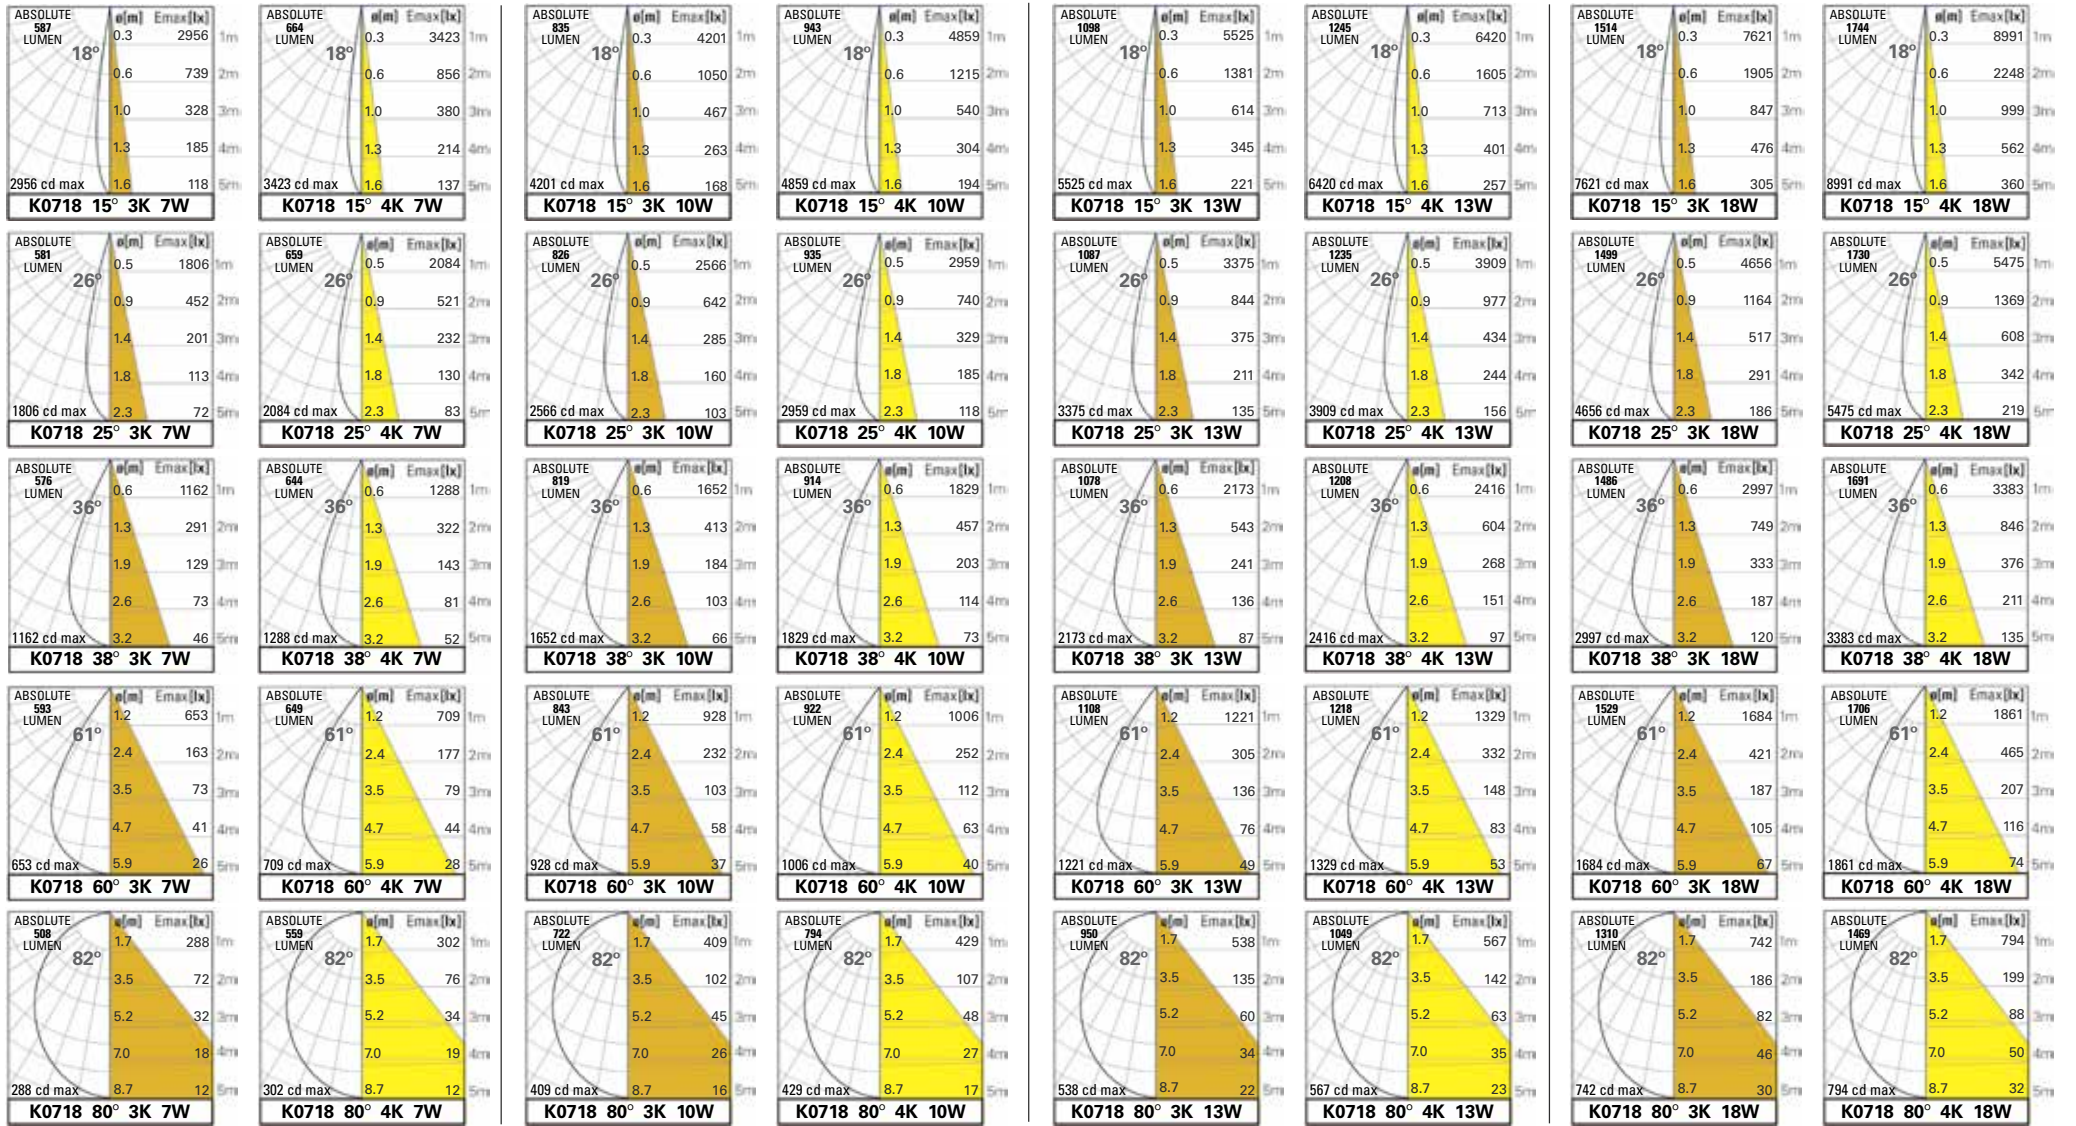 ABSOLUTE ø[m] Emax[lx]
587
LUMEN 0.3 2956 1m
18°
0.6 739 2m
1.0 328 3m
1.3 185 4m
2956 cd max 1.6 118 5m
K0718 15° 3K 7W
ABSOLUTE ø[m] Emax[lx]
664
LUMEN 0.3 3423 1m
18°
0.6 856 2m
1.0 380 3m
1.3 214 4m
3423 cd max 1.6 137 5m
K0718 15° 4K 7W
ABSOLUTE ø[m] Emax[lx]
835
LUMEN 0.3 4201 1m
18°
0.6 1050 2m
1.0 467 3m
1.3 263 4m
4201 cd max 1.6 168 5m
K0718 15° 3K 10W
ABSOLUTE ø[m] Emax[lx]
943
LUMEN 0.3 4859 1m
18°
0.6 1215 2m
1.0 540 3m
1.3 304 4m
4859 cd max 1.6 194 5m
K0718 15° 4K 10W
ABSOLUTE ø[m] Emax[lx]
1098
LUMEN 0.3 5525 1m
18°
0.6 1381 2m
1.0 614 3m
1.3 345 4m
5525 cd max 1.6 221 5m
K0718 15° 3K 13W
ABSOLUTE ø[m] Emax[lx]
1245
LUMEN 0.3 6420 1m
18°
0.6 1605 2m
1.0 713 3m
1.3 401 4m
6420 cd max 1.6 257 5m
K0718 15° 4K 13W
ABSOLUTE ø[m] Emax[lx]
1514
LUMEN 0.3 7621 1m
18°
0.6 1905 2m
1.0 847 3m
1.3 476 4m
7621 cd max 1.6 305 5m
K0718 15° 3K 18W
ABSOLUTE ø[m] Emax[lx]
1744
LUMEN 0.3 8991 1m
18°
0.6 2248 2m
1.0 999 3m
1.3 562 4m
8991 cd max 1.6 360 5m
K0718 15° 4K 18W
ABSOLUTE ø[m] Emax[lx]
581
LUMEN 0.5 1806 1m
26°
0.9 452 2m
1.4 201 3m
1.8 113 4m
1806 cd max 2.3 72 5m
K0718 25° 3K 7W
ABSOLUTE ø[m] Emax[lx]
659
LUMEN 0.5 2084 1m
26°
0.9 521 2m
1.4 232 3m
1.8 130 4m
2084 cd max 2.3 83 5m
K0718 25° 4K 7W
ABSOLUTE ø[m] Emax[lx]
826
LUMEN 0.5 2566 1m
26°
0.9 642 2m
1.4 285 3m
1.8 160 4m
2566 cd max 2.3 103 5m
K0718 25° 3K 10W
ABSOLUTE ø[m] Emax[lx]
935
LUMEN 0.5 2959 1m
26°
0.9 740 2m
1.4 329 3m
1.8 185 4m
2959 cd max 2.3 118 5m
K0718 25° 4K 10W
ABSOLUTE ø[m] Emax[lx]
1087
LUMEN 0.5 3375 1m
26°
0.9 844 2m
1.4 375 3m
1.8 211 4m
3375 cd max 2.3 135 5m
K0718 25° 3K 13W
ABSOLUTE ø[m] Emax[lx]
1235
LUMEN 0.5 3909 1m
26°
0.9 977 2m
1.4 434 3m
1.8 244 4m
3909 cd max 2.3 156 5m
K0718 25° 4K 13W
ABSOLUTE ø[m] Emax[lx]
1499
LUMEN 0.5 4656 1m
26°
0.9 1164 2m
1.4 517 3m
1.8 291 4m
4656 cd max 2.3 186 5m
K0718 25° 3K 18W
ABSOLUTE ø[m] Emax[lx]
1730
LUMEN 0.5 5475 1m
26°
0.9 1369 2m
1.4 608 3m
1.8 342 4m
5475 cd max 2.3 219 5m
K0718 25° 4K 18W
ABSOLUTE ø[m] Emax[lx]
576
LUMEN 0.6 1162 1m
36°
1.3 291 2m
1.9 129 3m
2.6 73 4m
1162 cd max 3.2 46 5m
K0718 38° 3K 7W
ABSOLUTE ø[m] Emax[lx]
644
LUMEN 0.6 1288 1m
36°
1.3 322 2m
1.9 143 3m
2.6 81 4m
1288 cd max 3.2 52 5m
K0718 38° 4K 7W
ABSOLUTE ø[m] Emax[lx]
819
LUMEN 0.6 1652 1m
36°
1.3 413 2m
1.9 184 3m
2.6 103 4m
1652 cd max 3.2 66 5m
K0718 38° 3K 10W
ABSOLUTE ø[m] Emax[lx]
914
LUMEN 0.6 1829 1m
36°
1.3 457 2m
1.9 203 3m
2.6 114 4m
1829 cd max 3.2 73 5m
K0718 38° 4K 10W
ABSOLUTE ø[m] Emax[lx]
1078
LUMEN 0.6 2173 1m
36°
1.3 543 2m
1.9 241 3m
2.6 136 4m
2173 cd max 3.2 87 5m
K0718 38° 3K 13W
ABSOLUTE ø[m] Emax[lx]
1208
LUMEN 0.6 2416 1m
36°
1.3 604 2m
1.9 268 3m
2.6 151 4m
2416 cd max 3.2 97 5m
K0718 38° 4K 13W
ABSOLUTE ø[m] Emax[lx]
1486
LUMEN 0.6 2997 1m
36°
1.3 749 2m
1.9 333 3m
2.6 187 4m
2997 cd max 3.2 120 5m
K0718 38° 3K 18W
ABSOLUTE ø[m] Emax[lx]
1691
LUMEN 0.6 3383 1m
36°
1.3 846 2m
1.9 376 3m
2.6 211 4m
3383 cd max 3.2 135 5m
K0718 38° 4K 18W
ABSOLUTE ø[m] Emax[lx]
593
LUMEN 1.2 653 1m
61°
2.4 163 2m
3.5 73 3m
4.7 41 4m
653 cd max 5.9 26 5m
K0718 60° 3K 7W
ABSOLUTE ø[m] Emax[lx]
649
LUMEN 1.2 709 1m
61°
2.4 177 2m
3.5 79 3m
4.7 44 4m
709 cd max 5.9 28 5m
K0718 60° 4K 7W
ABSOLUTE ø[m] Emax[lx]
843
LUMEN 1.2 928 1m
61°
2.4 232 2m
3.5 103 3m
4.7 58 4m
928 cd max 5.9 37 5m
K0718 60° 3K 10W
ABSOLUTE ø[m] Emax[lx]
922
LUMEN 1.2 1006 1m
61°
2.4 252 2m
3.5 112 3m
4.7 63 4m
1006 cd max 5.9 40 5m
K0718 60° 4K 10W
ABSOLUTE ø[m] Emax[lx]
1108
LUMEN 1.2 1221 1m
61°
2.4 305 2m
3.5 136 3m
4.7 76 4m
1221 cd max 5.9 49 5m
K0718 60° 3K 13W
ABSOLUTE ø[m] Emax[lx]
1218
LUMEN 1.2 1329 1m
61°
2.4 332 2m
3.5 148 3m
4.7 83 4m
1329 cd max 5.9 53 5m
K0718 60° 4K 13W
ABSOLUTE ø[m] Emax[lx]
1529
LUMEN 1.2 1684 1m
61°
2.4 421 2m
3.5 187 3m
4.7 105 4m
1684 cd max 5.9 67 5m
K0718 60° 3K 18W
ABSOLUTE ø[m] Emax[lx]
1706
LUMEN 1.2 1861 1m
61°
2.4 465 2m
3.5 207 3m
4.7 116 4m
1861 cd max 5.9 74 5m
K0718 60° 4K 18W
ABSOLUTE ø[m] Emax[lx]
508
LUMEN 1.7 288 1m
82°
3.5 72 2m
5.2 32 3m
7.0 18 4m
288 cd max 8.7 12 5m
K0718 80° 3K 7W
ABSOLUTE ø[m] Emax[lx]
559
LUMEN 1.7 302 1m
82°
3.5 76 2m
5.2 34 3m
7.0 19 4m
302 cd max 8.7 12 5m
K0718 80° 4K 7W
ABSOLUTE ø[m] Emax[lx]
722
LUMEN 1.7 409 1m
82°
3.5 102 2m
5.2 45 3m
7.0 26 4m
409 cd max 8.7 16 5m
K0718 80° 3K 10W
ABSOLUTE ø[m] Emax[lx]
794
LUMEN 1.7 429 1m
82°
3.5 107 2m
5.2 48 3m
7.0 27 4m
429 cd max 8.7 17 5m
K0718 80° 4K 10W
ABSOLUTE ø[m] Emax[lx]
950
LUMEN 1.7 538 1m
82°
3.5 135 2m
5.2 60 3m
7.0 34 4m
538 cd max 8.7 22 5m
K0718 80° 3K 13W
ABSOLUTE ø[m] Emax[lx]
1049
LUMEN 1.7 567 1m
82°
3.5 142 2m
5.2 63 3m
7.0 35 4m
567 cd max 8.7 23 5m
K0718 80° 4K 13W
ABSOLUTE ø[m] Emax[lx]
1310
LUMEN 1.7 742 1m
82°
3.5 186 2m
5.2 82 3m
7.0 46 4m
742 cd max 8.7 30 5m
K0718 80° 3K 18W
ABSOLUTE ø[m] Emax[lx]
1469
LUMEN 1.7 794 1m
82°
3.5 199 2m
5.2 88 3m
7.0 50 4m
794 cd max 8.7 32 5m
K0718 80° 4K 18W